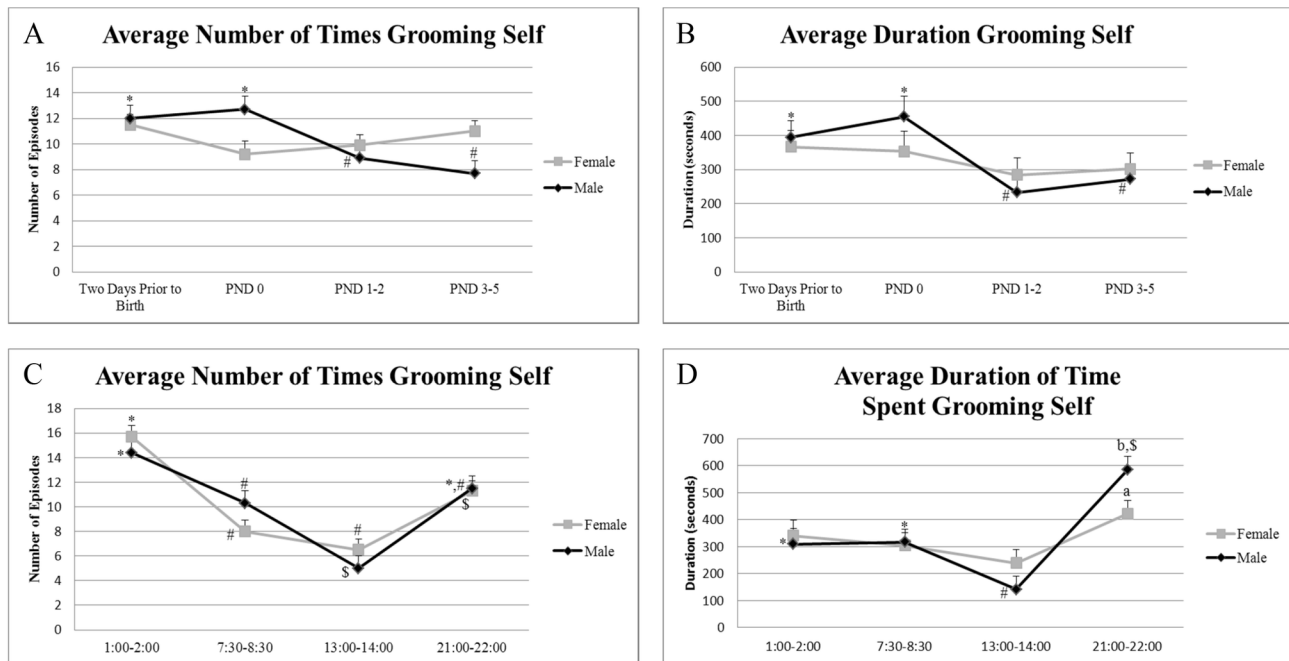 A
Average Number of Times Grooming Self
Number of Episodes
16
14
12
10
8
6
4
2
0
*
*
#
#
Two Days Prior to
Birth
PND 0
PND 1-2
PND 3-5
Female
Male
B
Average Duration Grooming Self
Duration (seconds)
600
500
400
300
200
100
0
*
*
#
#
Two Days Prior to
Birth
PND 0
PND 1-2
PND 3-5
Female
Male
C
Average Number of Times Grooming Self
Number of Episodes
18
16
14
12
10
8
6
4
2
0
*
*
#
#
#
$
*,#
$
1:00-2:00
7:30-8:30
13:00-14:00
21:00-22:00
Female
Male
D
Average Duration of Time
Spent Grooming Self
Duration (seconds)
700
600
500
400
300
200
100
0
*
*
#
b,$
a
1:00-2:00
7:30-8:30
13:00-14:00
21:00-22:00
Female
Male